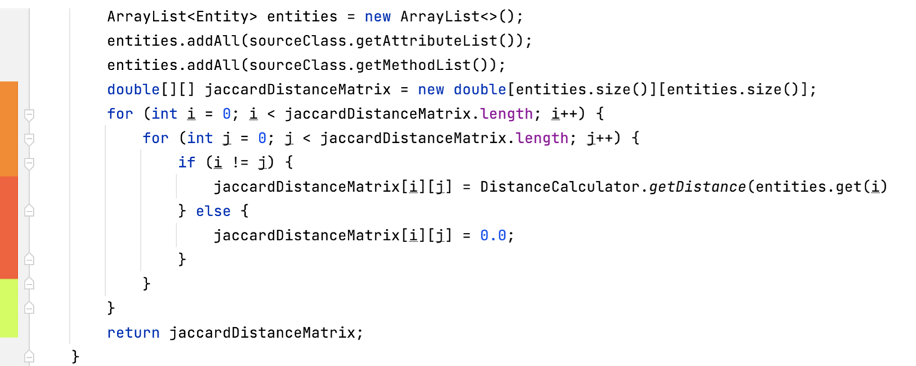 ArrayList<Entity> entities = new ArrayList<>();
entities.addAll(sourceClass.getAttributeList());
entities.addAll(sourceClass.getMethodList());
double[][] jaccardDistanceMatrix = new double[entities.size()][entities.size()];
for (int i = 0; i < jaccardDistanceMatrix.length; i++) {
for (int j = 0; j < jaccardDistanceMatrix.length; j++) {
if (i != j) {
jaccardDistanceMatrix[i][j] = DistanceCalculator.getDistance(entities.get(i)
} else {
jaccardDistanceMatrix[i][j] = 0.0;
}
}
}
return jaccardDistanceMatrix;
}